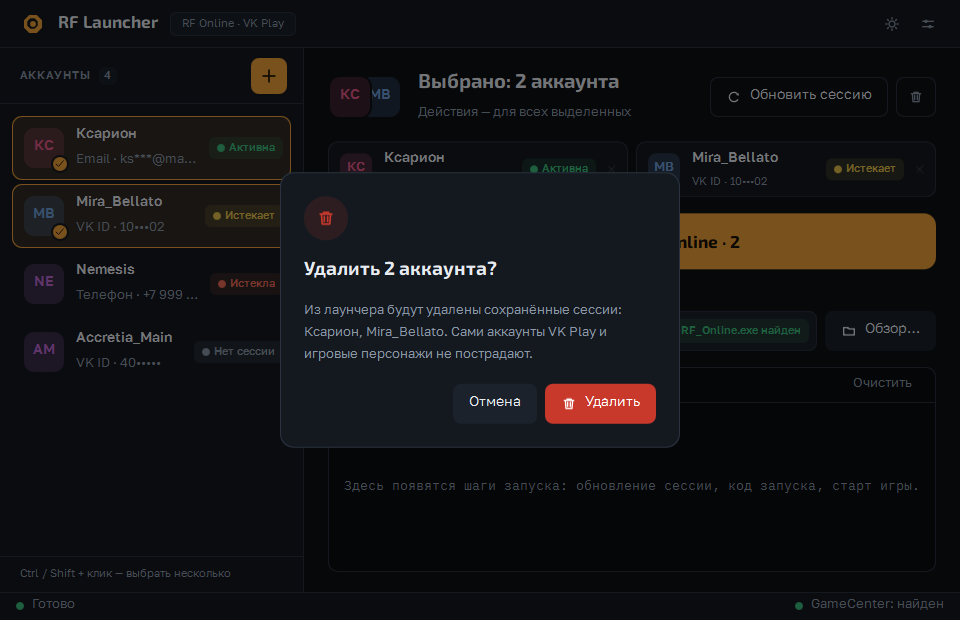 RF Launcher
RF Online · VK Play
АККАУНТЫ 4
КС
Ксарион
Email · ks***@ma...
Активна
MB
Mira_Bellato
VK ID · 10•••02
Истекает
NE
Nemesis
Телефон · +7 999 ...
Истекла
AM
Accretia_Main
VK ID · 40•••••
Нет сессии
Ctrl / Shift + клик — выбрать несколько
КС
MB
Выбрано: 2 аккаунта
Действия — для всех выделенных
Обновить сессию
КС
Ксарион
Активна
MB
Mira_Bellato
VK ID · 10•••02
Истекает
nline · 2
RF_Online.exe найден
Обзор...
Очистить
Здесь появятся шаги запуска: обновление сессии, код запуска, старт игры.
Удалить 2 аккаунта?
Из лаунчера будут удалены сохранённые сессии:
Ксарион, Mira_Bellato. Сами аккаунты VK Play и
игровые персонажи не пострадают.
Отмена
Удалить
Готово
GameCenter: найден